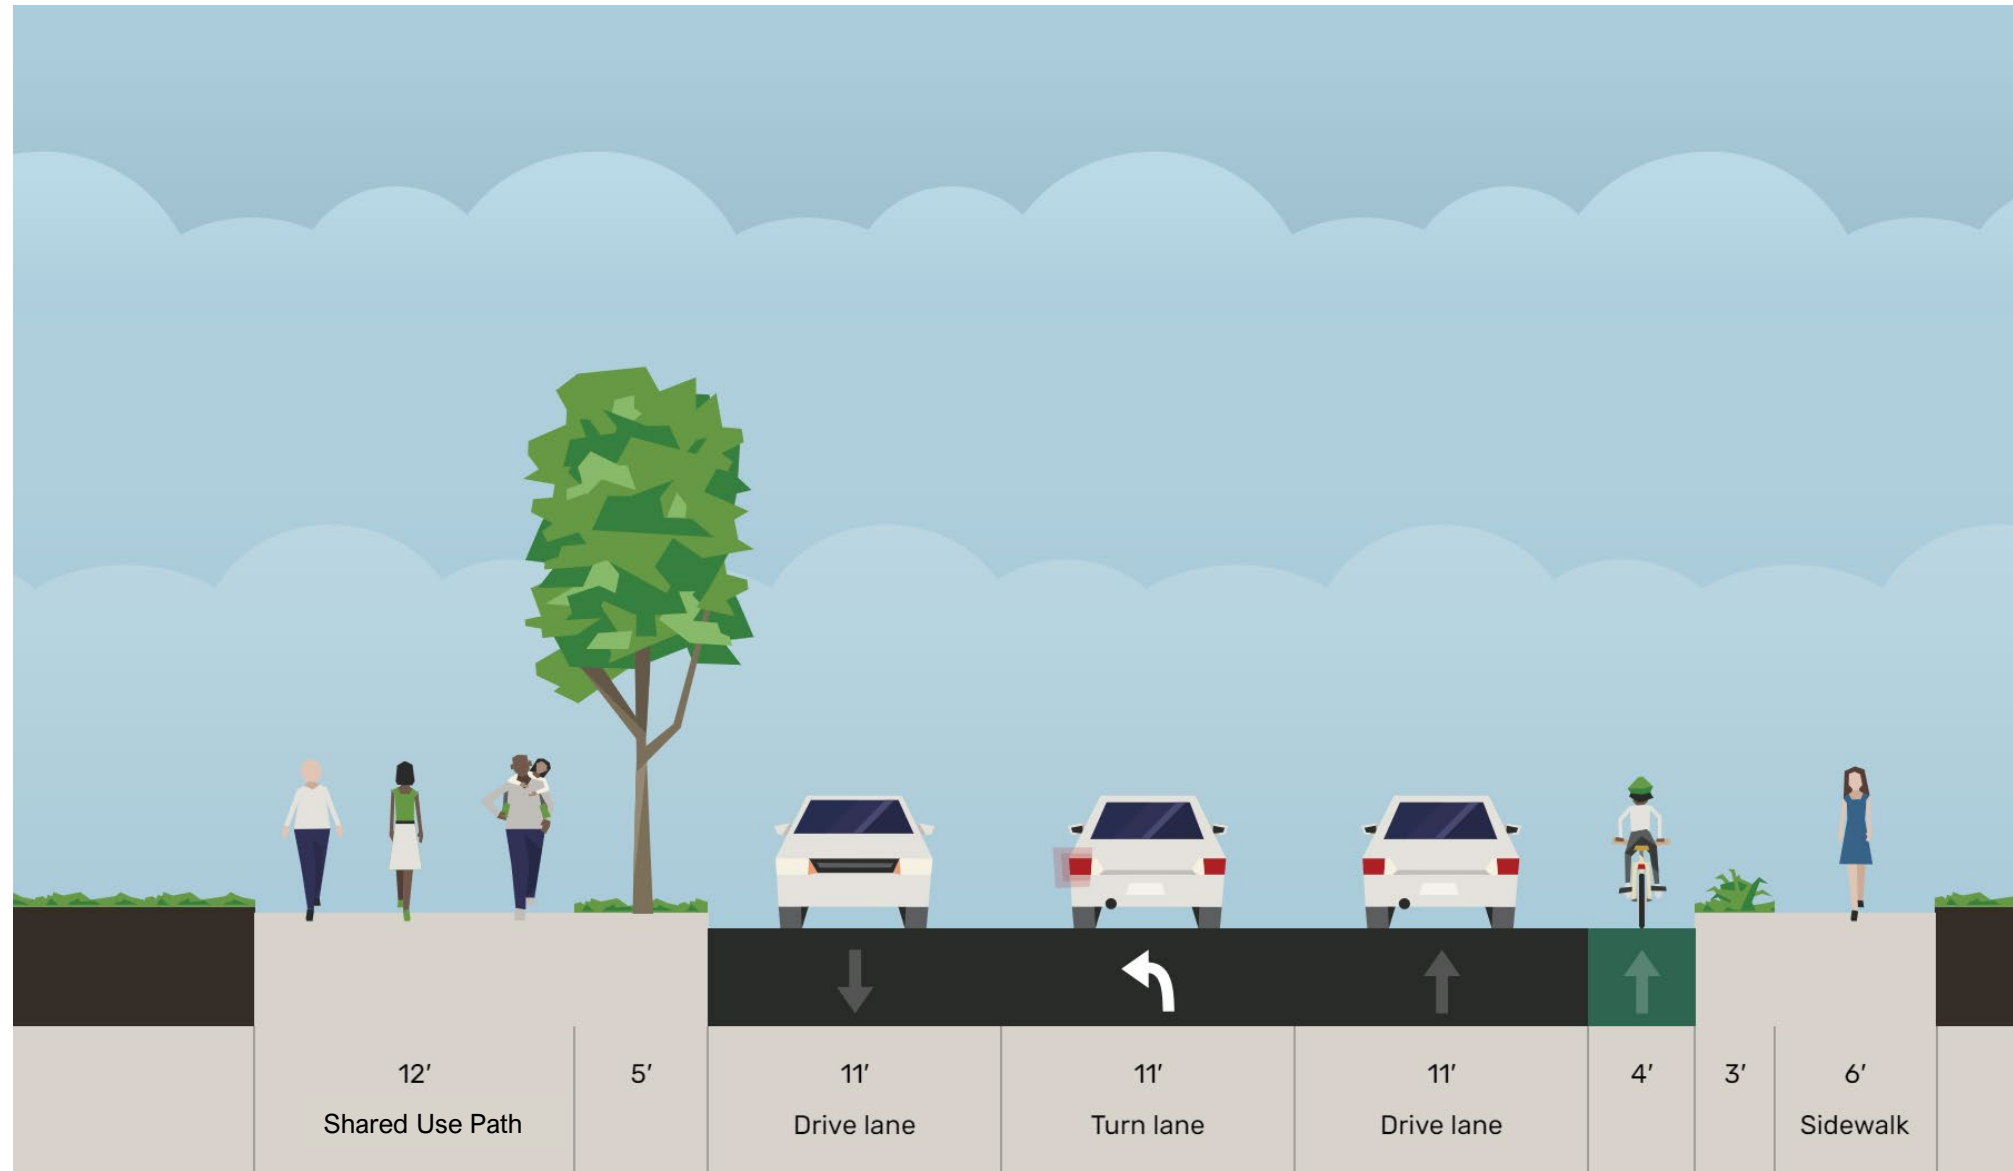 12′ 5′ 11′ 11′ 11′ 4′ 3′ 6′
Shared Use Path Drive lane Turn lane Drive lane Sidewalk